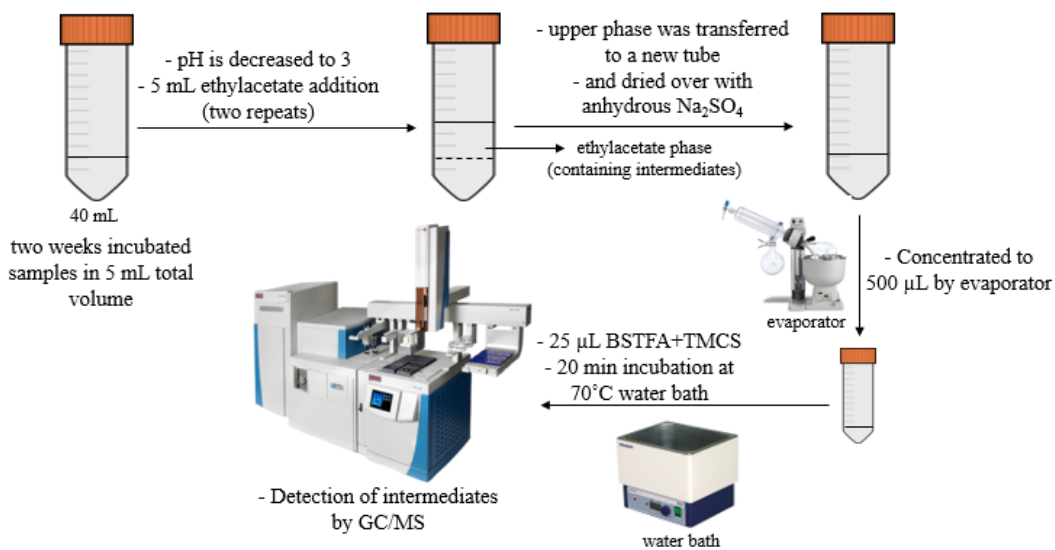 - pH is decreased to 3
- 5 mL ethylacetate addition
(two repeats)
- upper phase was transferred
to a new tube
- and dried over with
anhydrous Na₂SO₄
ethylacetate phase
(containing intermediates)
40 mL
two weeks incubated
samples in 5 mL total
volume
- Concentrated to
500 µL by evaporator
evaporator
- 25 µL BSTFA+TMCS
- 20 min incubation at
70˚C water bath
- Detection of intermediates
by GC/MS
water bath